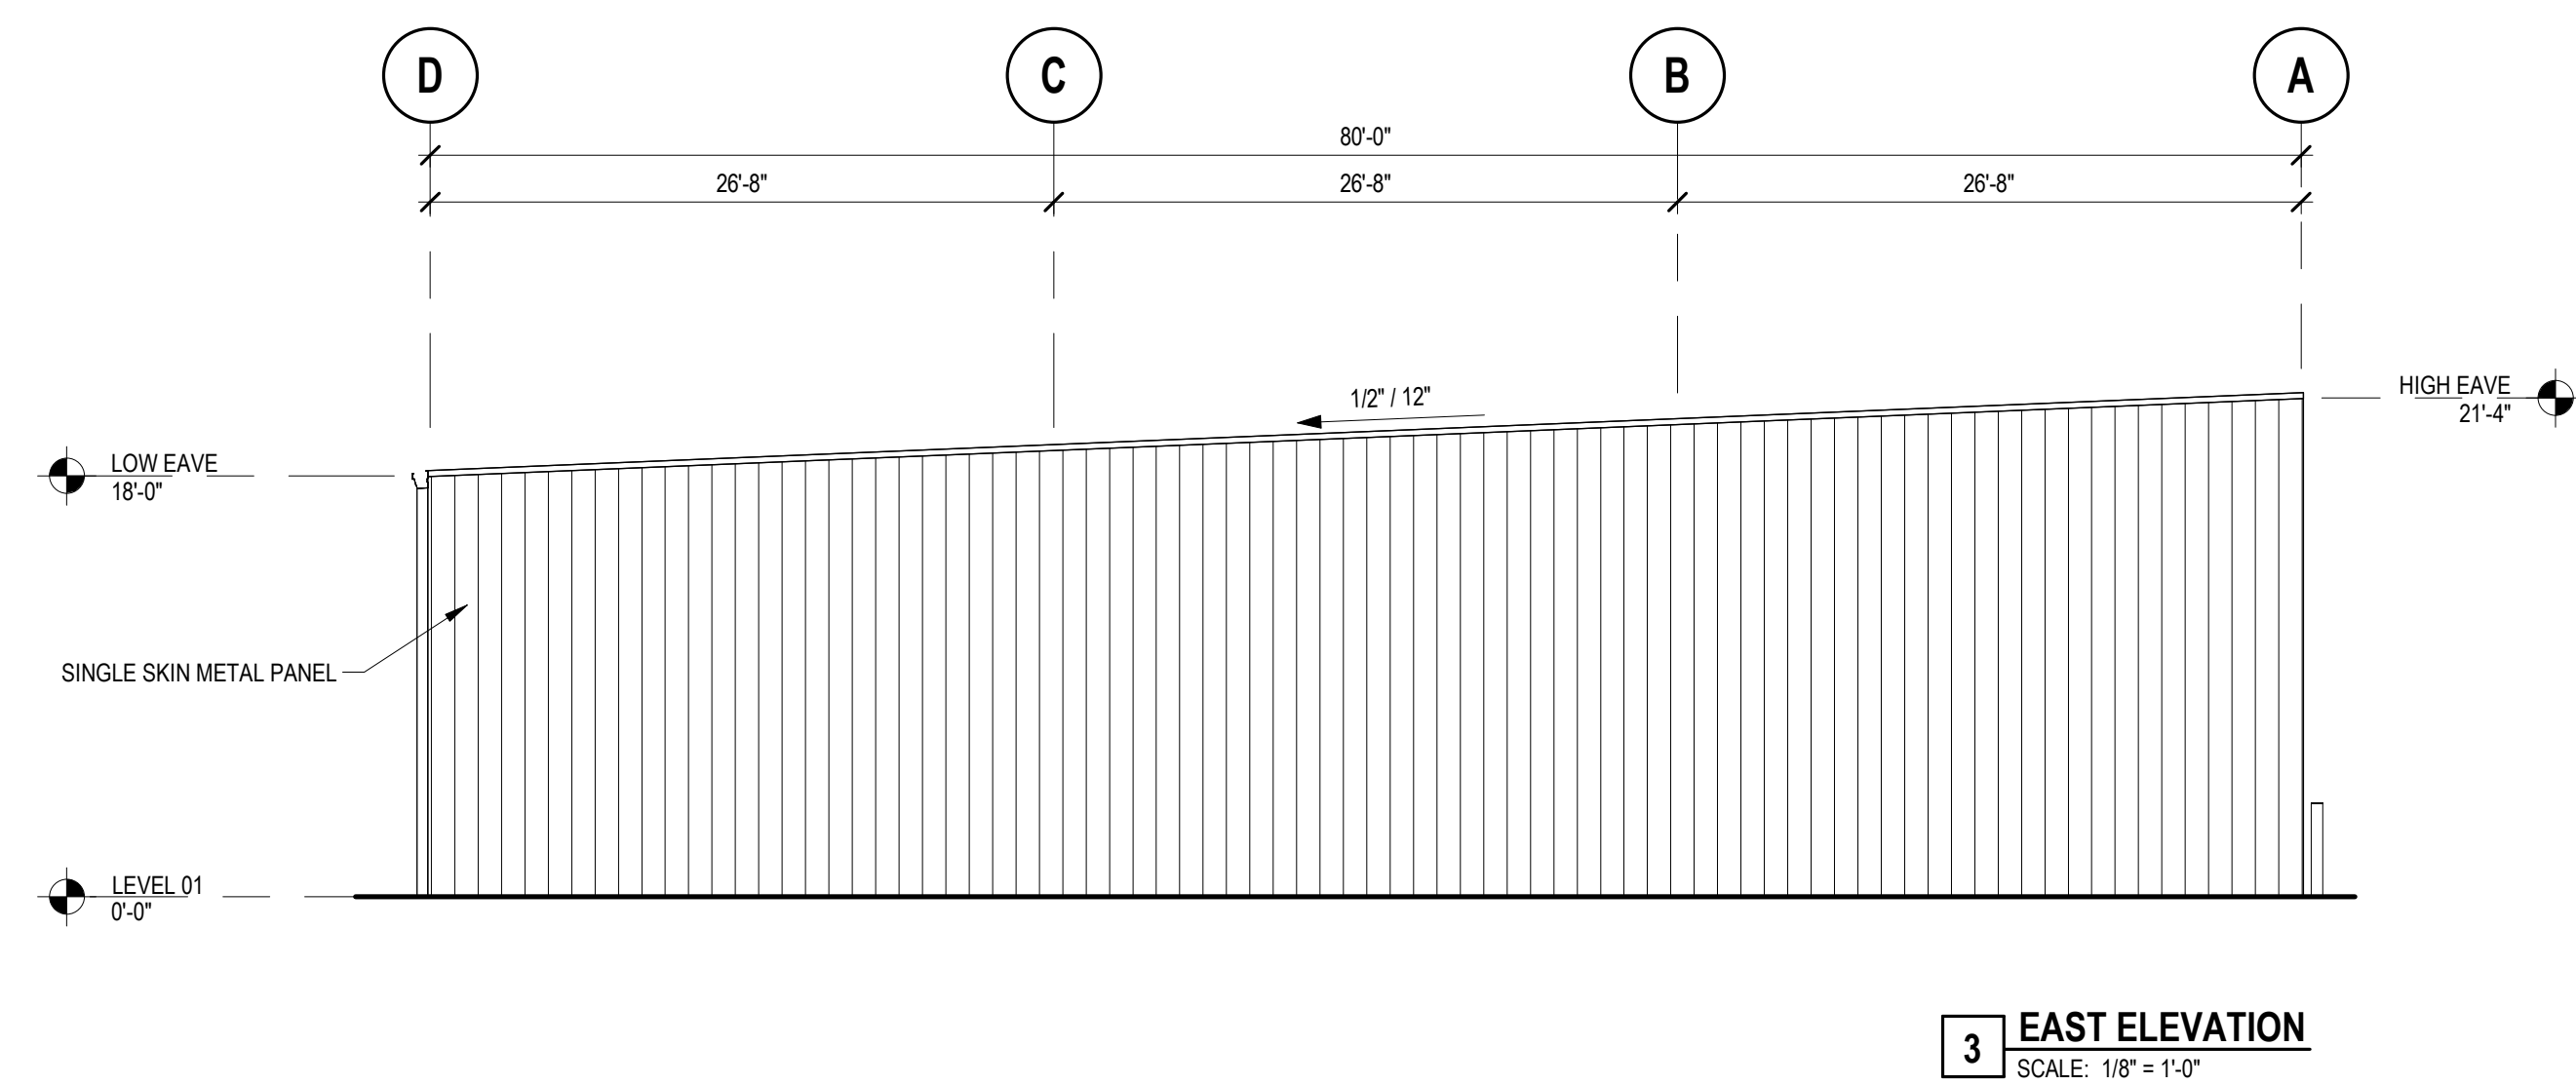 D
C
B
A
80'-0"
26'-8"
26'-8"
26'-8"
1/2" / 12"
HIGH EAVE
21'-4"
LOW EAVE
18'-0"
SINGLE SKIN METAL PANEL
LEVEL 01
0'-0"
3
EAST ELEVATION
SCALE: 1/8" = 1'-0"